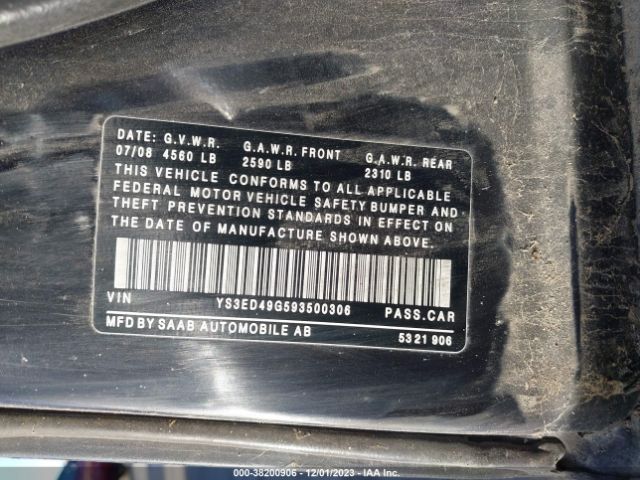 DATE: G.V.W.R. G.A.W.R. FRONT G.A.W.R. REAR
07/08 4560 LB 2590 LB 2310 LB
THIS VEHICLE CONFORMS TO ALL APPLICABLE
FEDERAL MOTOR VEHICLE SAFETY BUMPER AND
THEFT PREVENTION STANDARDS IN EFFECT ON
THE DATE OF MANUFACTURE SHOWN ABOVE.
VIN YS3ED49G593500306 PASS.CAR
MFD BY SAAB AUTOMOBILE AB 5321906
000-38200906 - 12/01/2023 - IAA Inc.